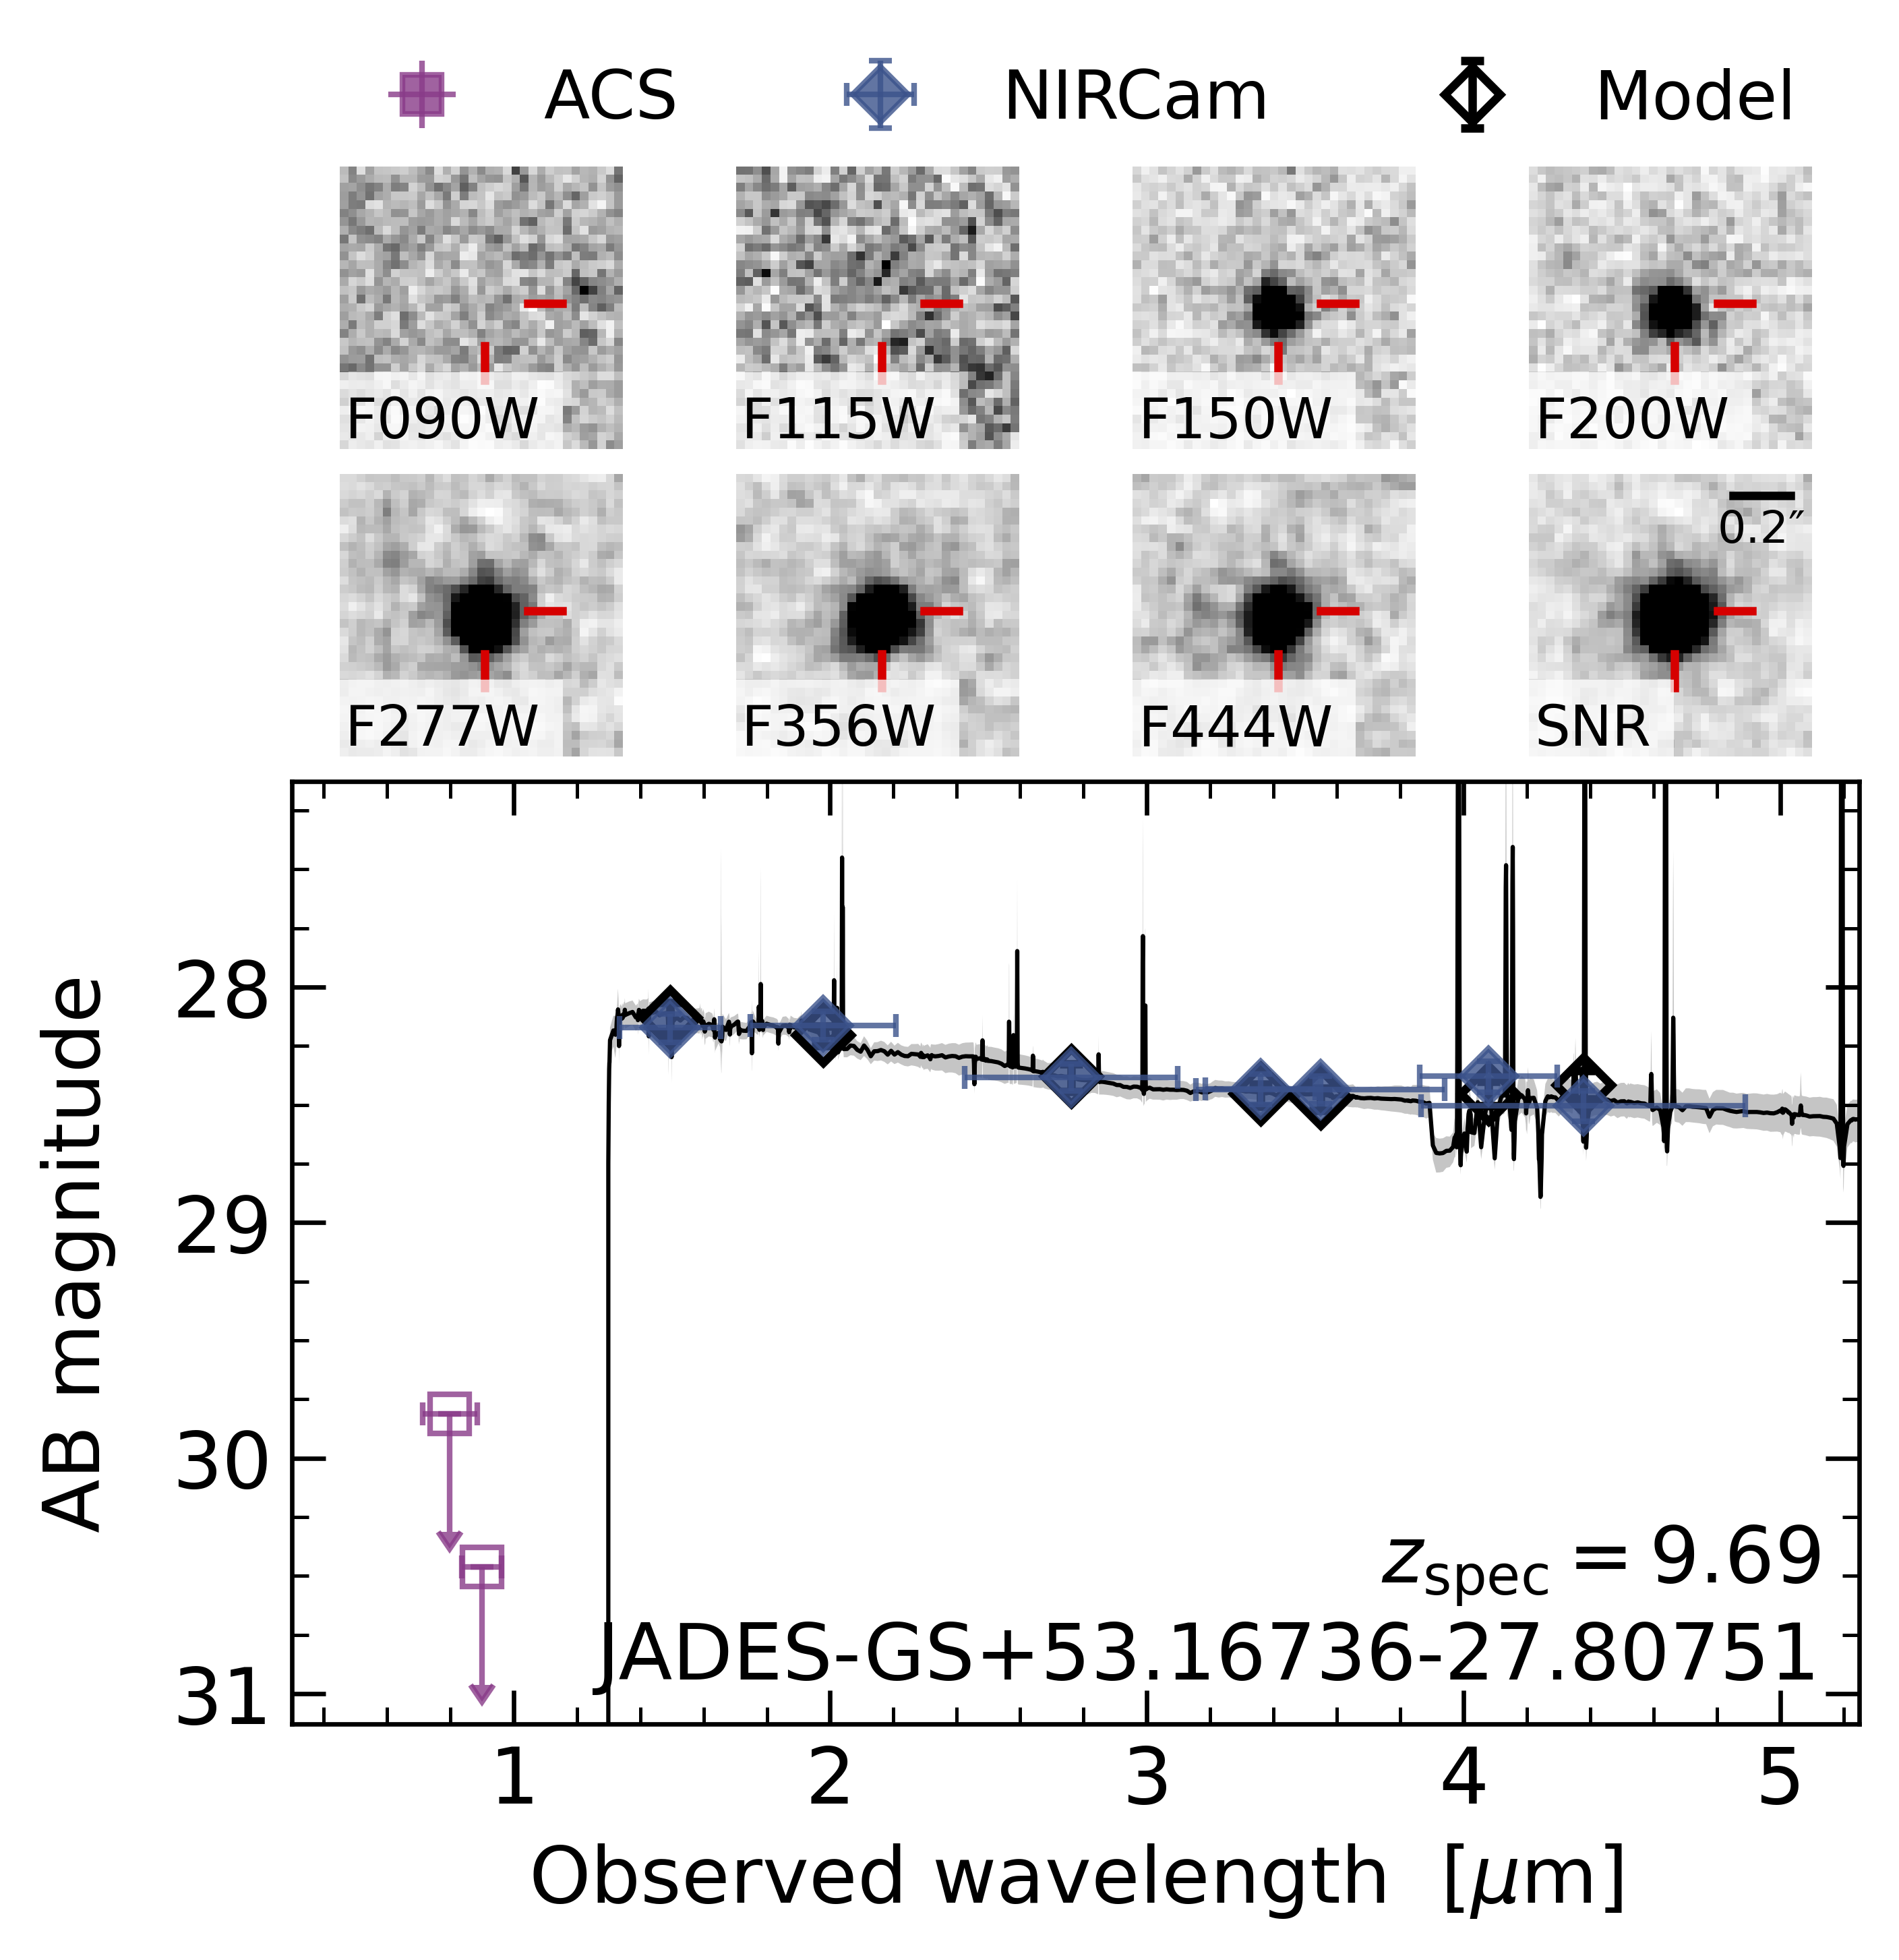 ACS NIRCam Model
F090W F115W F150W F200W
0.2″
F277W F356W F444W SNR
AB magnitude
28
29
30
31
z_spec = 9.69
JADES-GS+53.16736-27.80751
1 2 3 4 5
Observed wavelength [μm]